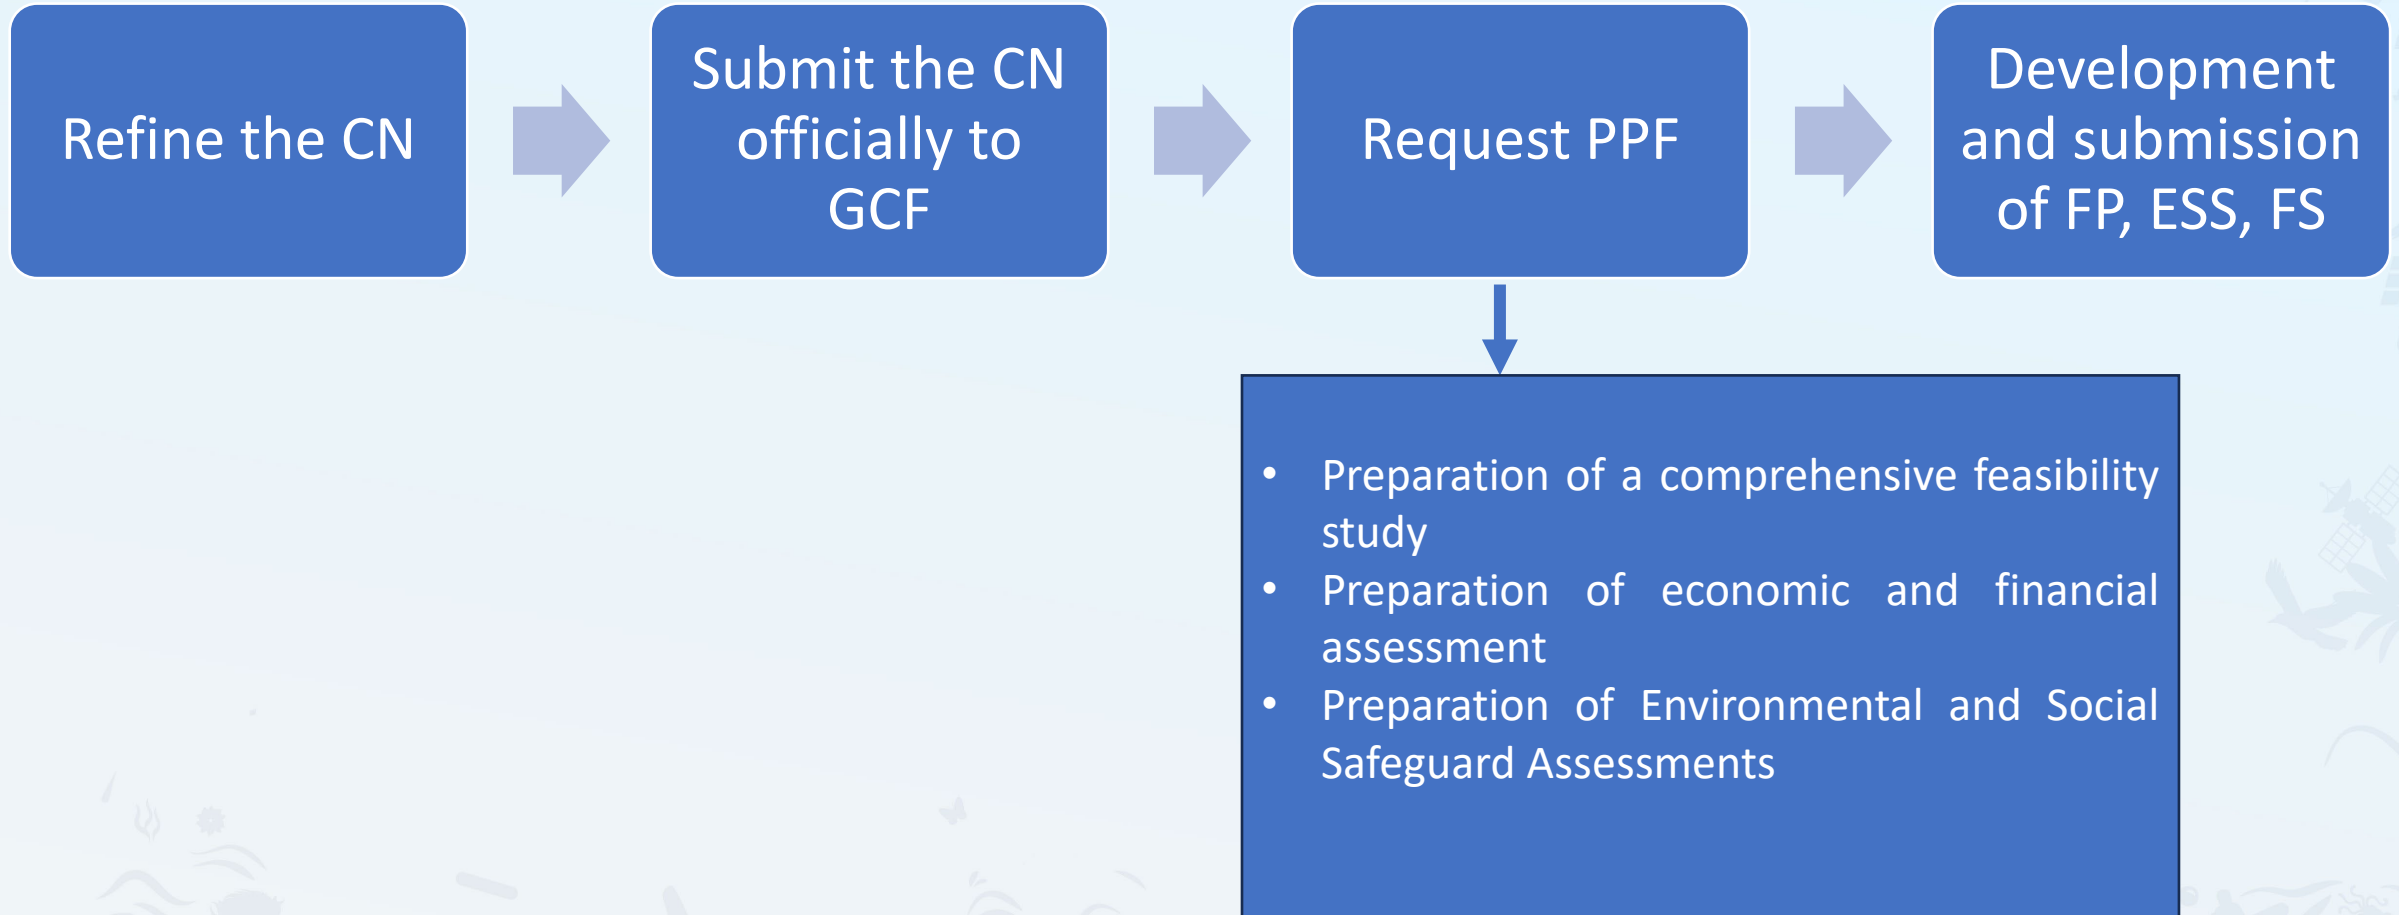 Refine the CN
Submit the CN
officially to
GCF
Request PPF
Development
and submission
of FP, ESS, FS
• Preparation of a comprehensive feasibility
study
• Preparation of economic and financial
assessment
• Preparation of Environmental and Social
Safeguard Assessments